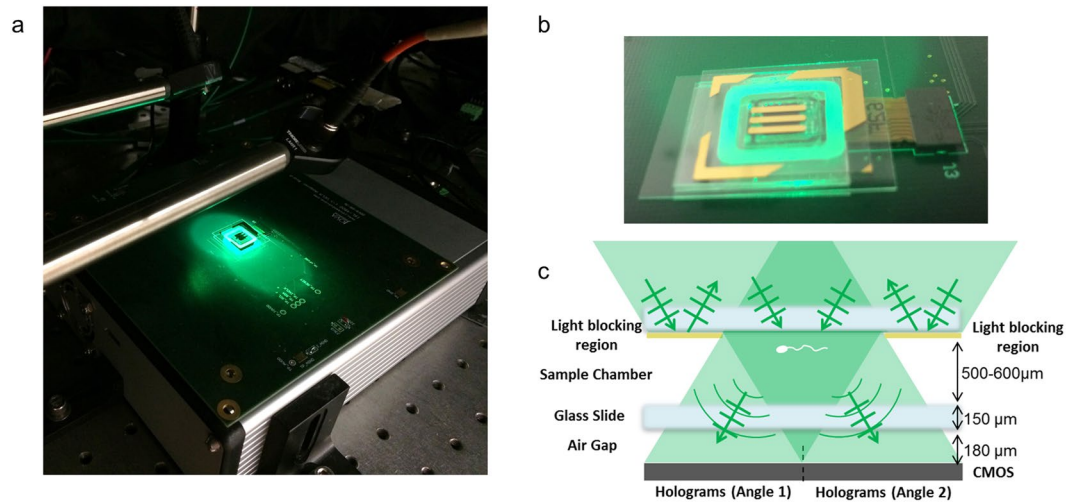 a
b
c
Light blocking
region
Light blocking
region
Sample Chamber
500-600µm
Glass Slide
150 µm
Air Gap
180 µm
CMOS
Holograms (Angle 1)
Holograms (Angle 2)